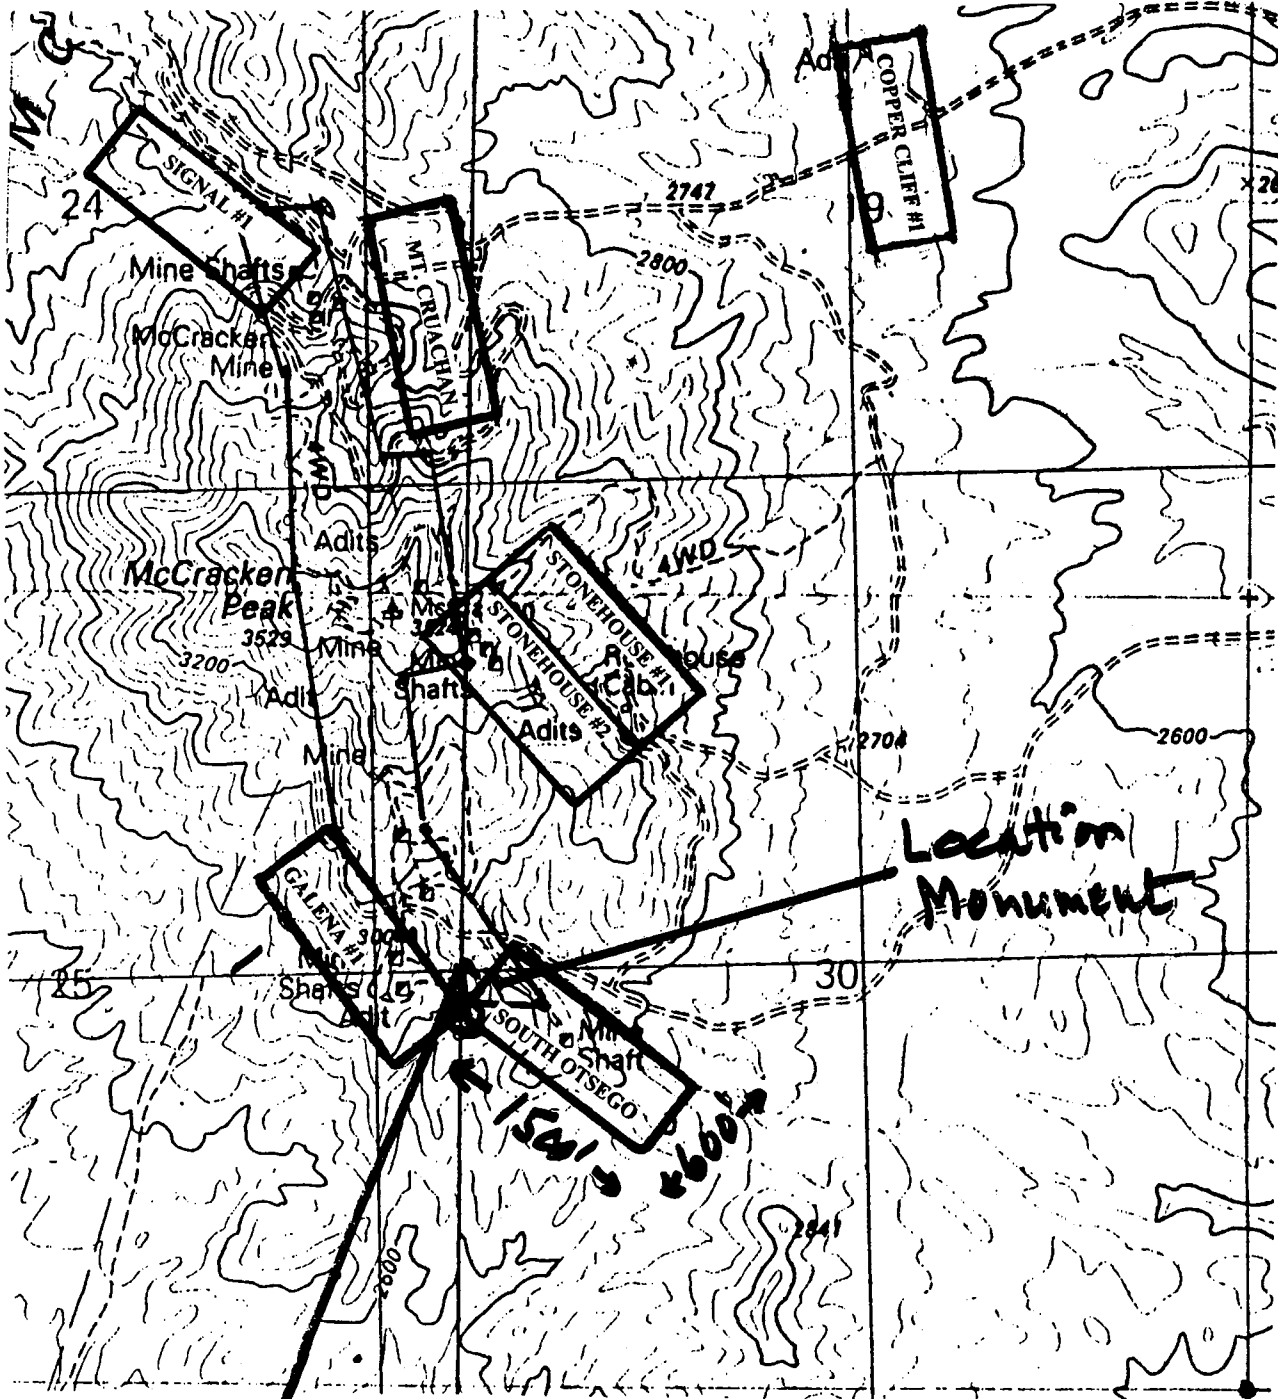 Adit
COPPER CLIFF #1
SIGNAL #1
24
2747
19
MT. CRUACHAN
2800
Mine Shafts
McCracken
Mine
4WD
Adits
STONEHOUSE #1
4WD
McCracken
Peak
3529
STONEHOUSE #2
Mine
3200
Shafts
Adit
Adits
2704
2600
Mine
Location
Monument
GALENA #1
25
30
Shafts
Adit
SOUTH OTSEGO
Mine
Shaft
1500'
600'
2841
2600